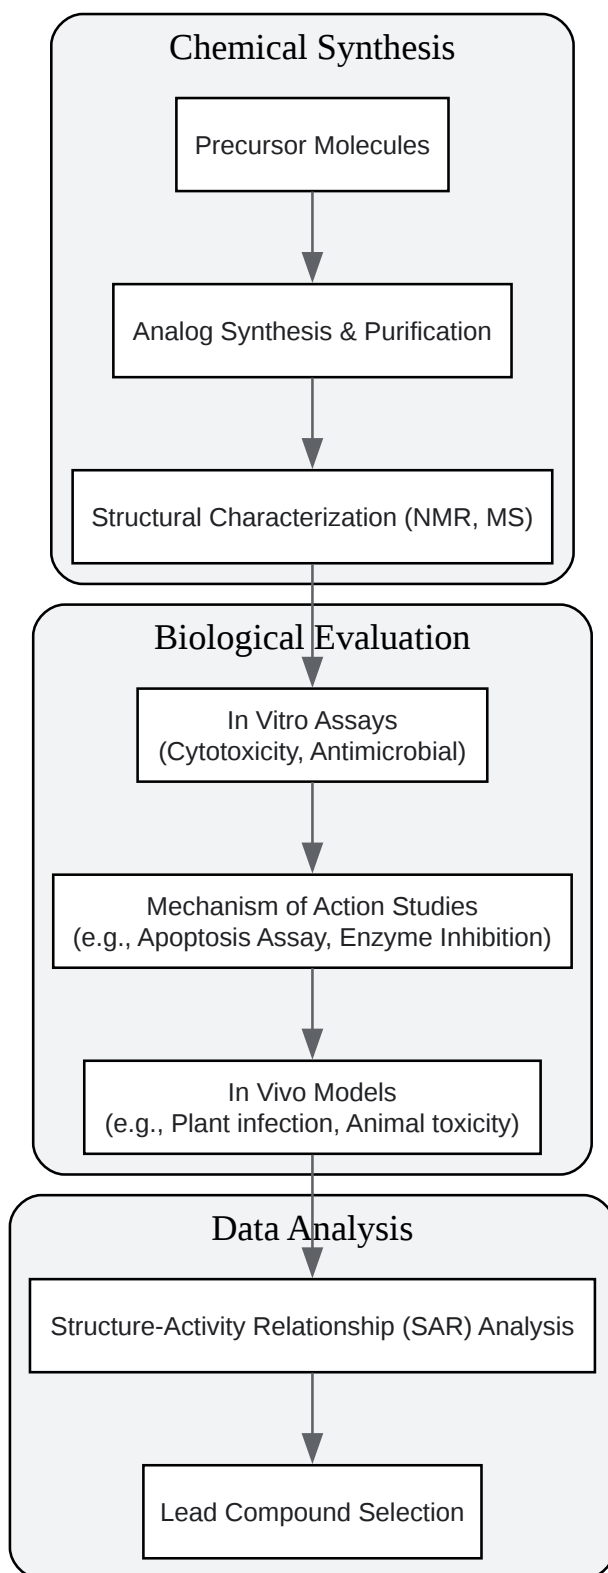 Chemical Synthesis
Precursor Molecules
Analog Synthesis & Purification
Structural Characterization (NMR, MS)
Biological Evaluation
In Vitro Assays
(Cytotoxicity, Antimicrobial)
Mechanism of Action Studies
(e.g., Apoptosis Assay, Enzyme Inhibition)
In Vivo Models
(e.g., Plant infection, Animal toxicity)
Data Analysis
Structure-Activity Relationship (SAR) Analysis
Lead Compound Selection